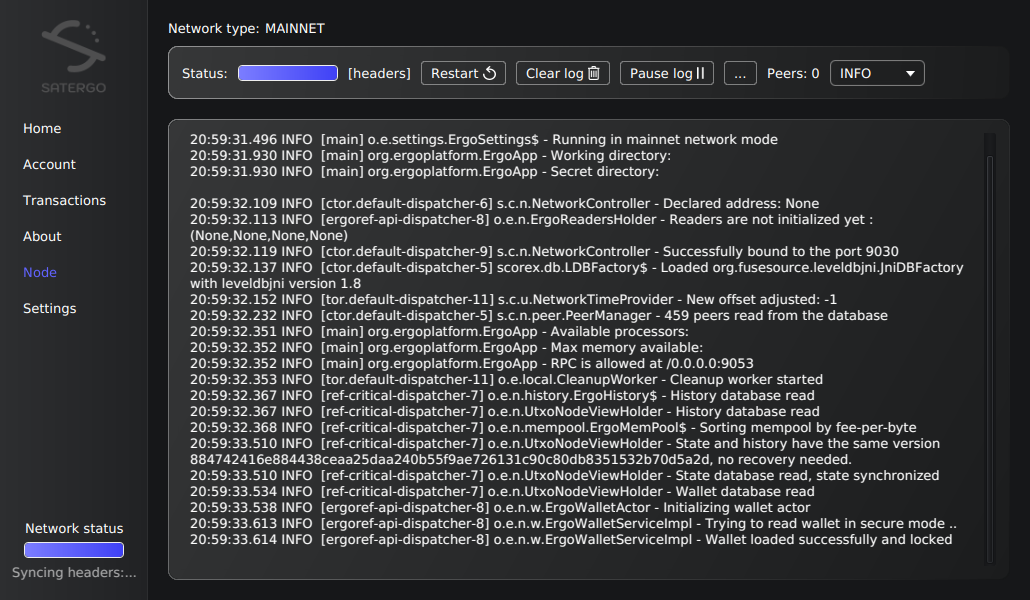 SATERGO
Home
Account
Transactions
About
Node
Settings
Network status
Syncing headers:...
Network type: MAINNET
Status: [headers] Restart Clear log Pause log ... Peers: 0 INFO
20:59:31.496 INFO [main] o.e.settings.ErgoSettings$ - Running in mainnet network mode
20:59:31.930 INFO [main] org.ergoplatform.ErgoApp - Working directory:
20:59:31.930 INFO [main] org.ergoplatform.ErgoApp - Secret directory:
20:59:32.109 INFO [ctor.default-dispatcher-6] s.c.n.NetworkController - Declared address: None
20:59:32.113 INFO [ergoref-api-dispatcher-8] o.e.n.ErgoReadersHolder - Readers are not initialized yet :
(None,None,None,None)
20:59:32.119 INFO [ctor.default-dispatcher-9] s.c.n.NetworkController - Successfully bound to the port 9030
20:59:32.137 INFO [ctor.default-dispatcher-5] scorex.db.LDBFactory$ - Loaded org.fusesource.leveldbjni.JniDBFactory
with leveldbjni version 1.8
20:59:32.152 INFO [tor.default-dispatcher-11] s.c.u.NetworkTimeProvider - New offset adjusted: -1
20:59:32.232 INFO [ctor.default-dispatcher-5] s.c.n.peer.PeerManager - 459 peers read from the database
20:59:32.351 INFO [main] org.ergoplatform.ErgoApp - Available processors:
20:59:32.352 INFO [main] org.ergoplatform.ErgoApp - Max memory available:
20:59:32.352 INFO [main] org.ergoplatform.ErgoApp - RPC is allowed at /0.0.0.0:9053
20:59:32.353 INFO [tor.default-dispatcher-11] o.e.local.CleanupWorker - Cleanup worker started
20:59:32.367 INFO [ref-critical-dispatcher-7] o.e.n.history.ErgoHistory$ - History database read
20:59:32.367 INFO [ref-critical-dispatcher-7] o.e.n.UtxoNodeViewHolder - History database read
20:59:32.368 INFO [ref-critical-dispatcher-7] o.e.n.mempool.ErgoMemPool$ - Sorting mempool by fee-per-byte
20:59:33.510 INFO [ref-critical-dispatcher-7] o.e.n.UtxoNodeViewHolder - State and history have the same version
884742416e884438ceaa25daa240b55f9ae726131c90c80db8351532b70d5a2d, no recovery needed.
20:59:33.510 INFO [ref-critical-dispatcher-7] o.e.n.UtxoNodeViewHolder - State database read, state synchronized
20:59:33.534 INFO [ref-critical-dispatcher-7] o.e.n.UtxoNodeViewHolder - Wallet database read
20:59:33.538 INFO [ergoref-api-dispatcher-8] o.e.n.w.ErgoWalletActor - Initializing wallet actor
20:59:33.613 INFO [ergoref-api-dispatcher-8] o.e.n.w.ErgoWalletServiceImpl - Trying to read wallet in secure mode ..
20:59:33.614 INFO [ergoref-api-dispatcher-8] o.e.n.w.ErgoWalletServiceImpl - Wallet loaded successfully and locked